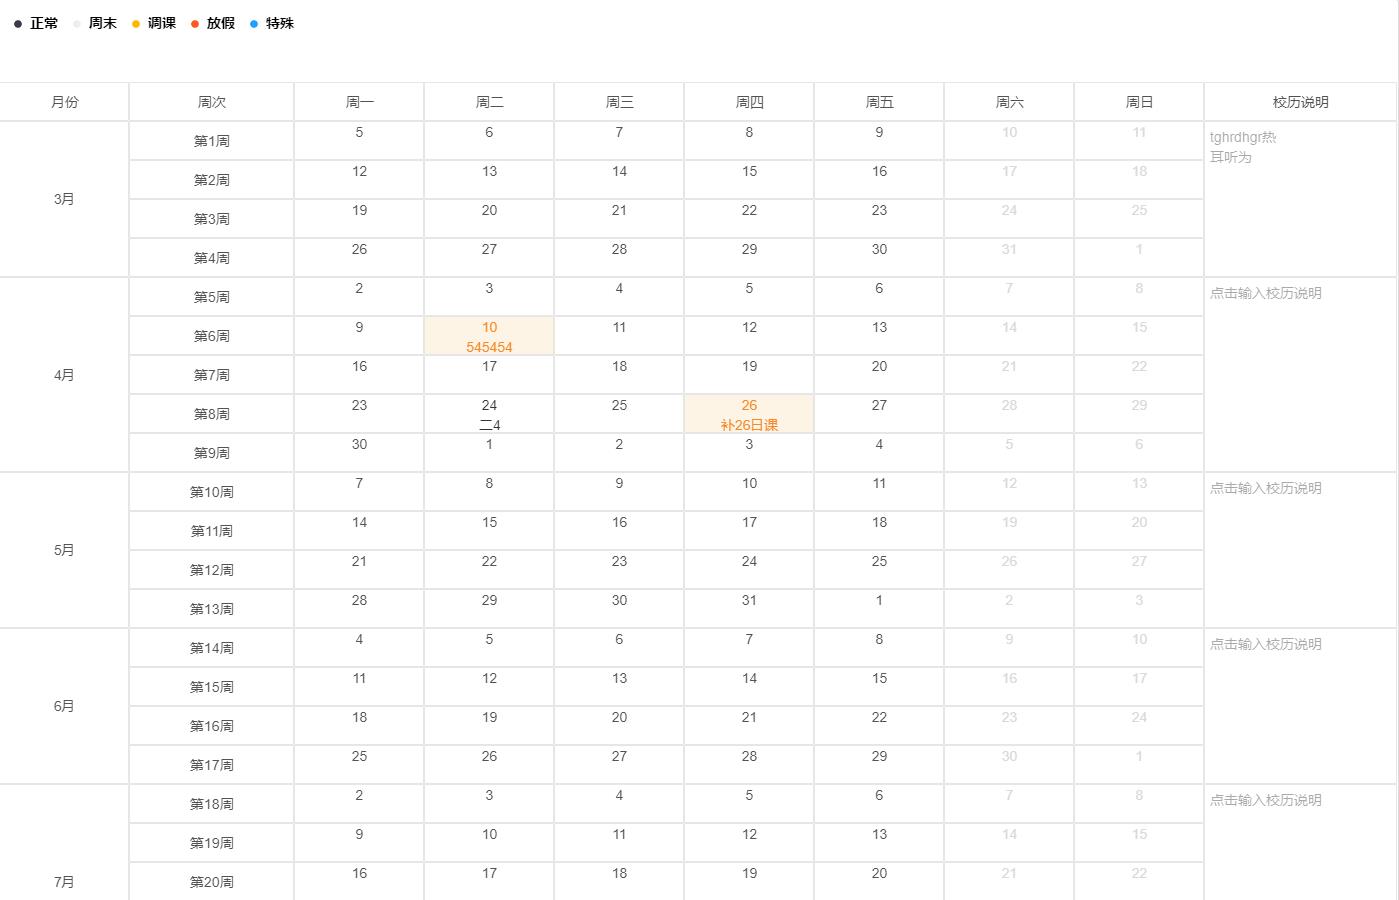 正常 周末 调课 放假 特殊
月份 周次 周一 周二 周三 周四 周五 周六 周日 校历说明
3月 第1周 5 6 7 8 9 10 11 tghrdhgr热
耳听为
第2周 12 13 14 15 16 17 18
第3周 19 20 21 22 23 24 25
第4周 26 27 28 29 30 31 1
4月 第5周 2 3 4 5 6 7 8 点击输入校历说明
第6周 9 10 11 12 13 14 15
545454
第7周 16 17 18 19 20 21 22
第8周 23 24 25 26 27 28 29
二4 补26日课
第9周 30 1 2 3 4 5 6
5月 第10周 7 8 9 10 11 12 13 点击输入校历说明
第11周 14 15 16 17 18 19 20
第12周 21 22 23 24 25 26 27
第13周 28 29 30 31 1 2 3
6月 第14周 4 5 6 7 8 9 10 点击输入校历说明
第15周 11 12 13 14 15 16 17
第16周 18 19 20 21 22 23 24
第17周 25 26 27 28 29 30 1
7月 第18周 2 3 4 5 6 7 8 点击输入校历说明
第19周 9 10 11 12 13 14 15
第20周 16 17 18 19 20 21 22